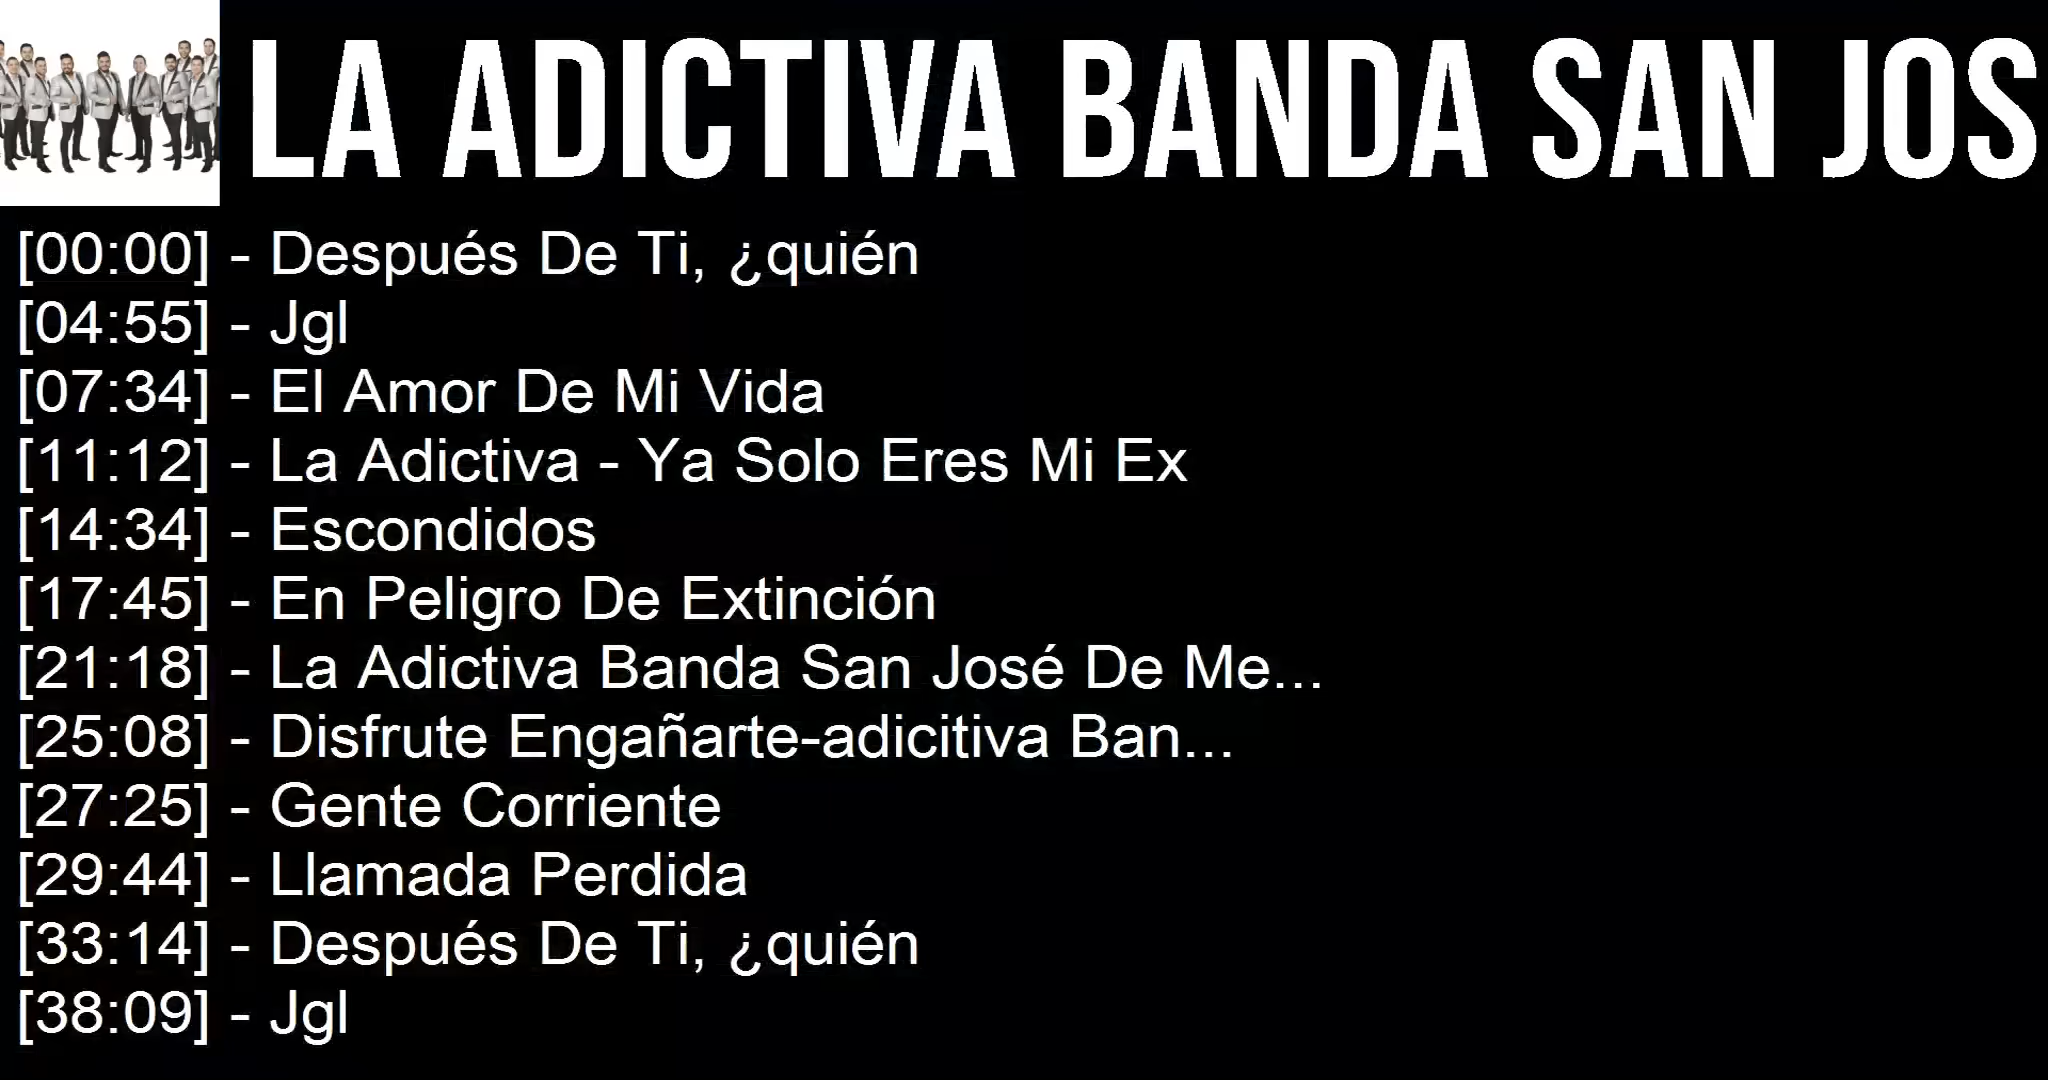 LA ADICTIVA BANDA SAN JOS
[00:00] - Después De Ti, ¿quién
[04:55] - Jgl
[07:34] - El Amor De Mi Vida
[11:12] - La Adictiva - Ya Solo Eres Mi Ex
[14:34] - Escondidos
[17:45] - En Peligro De Extinción
[21:18] - La Adictiva Banda San José De Me...
[25:08] - Disfrute Engañarte-adicitiva Ban...
[27:25] - Gente Corriente
[29:44] - Llamada Perdida
[33:14] - Después De Ti, ¿quién
[38:09] - Jgl